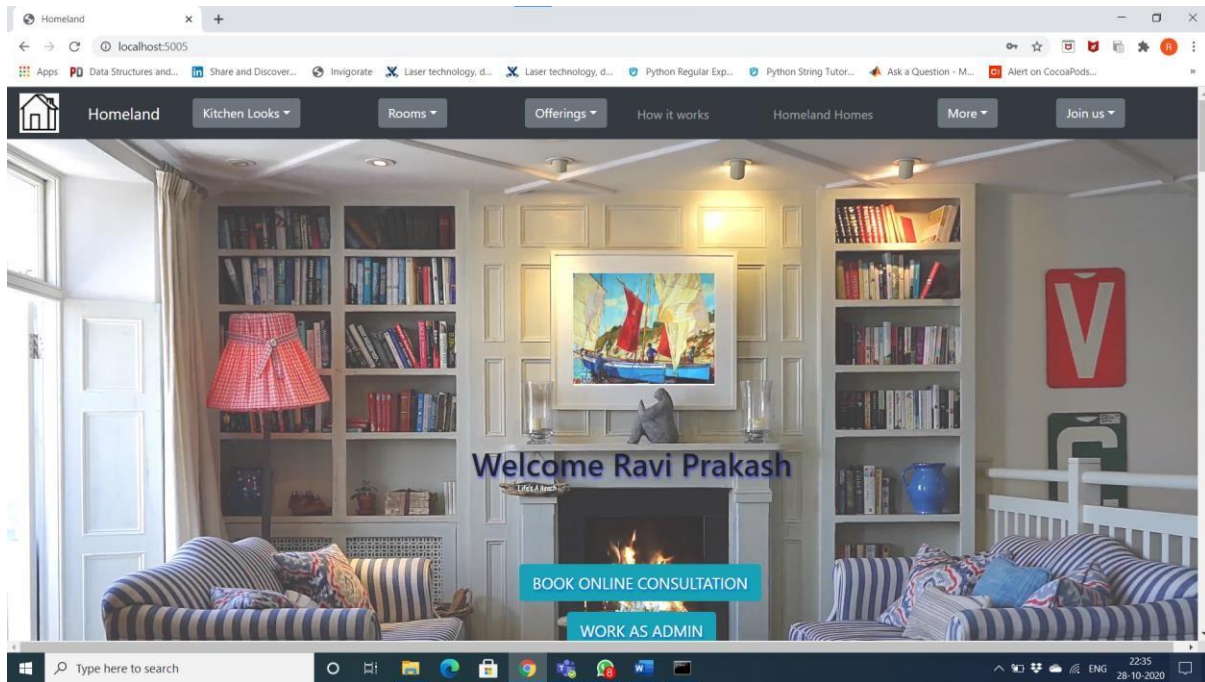 Homeland
localhost:5005
Apps
Data Structures and...
Share and Discover...
Invigorate
Laser technology, d...
Laser technology, d...
Python Regular Exp...
Python String Tutor...
Ask a Question - M...
Alert on CocoaPods...
Homeland
Kitchen Looks
Rooms
Offerings
How it works
Homeland Homes
More
Join us
V
Welcome Ravi Prakash
Life's A Beach
BOOK ONLINE CONSULTATION
WORK AS ADMIN
Type here to search
ENG
22:35
28-10-2020